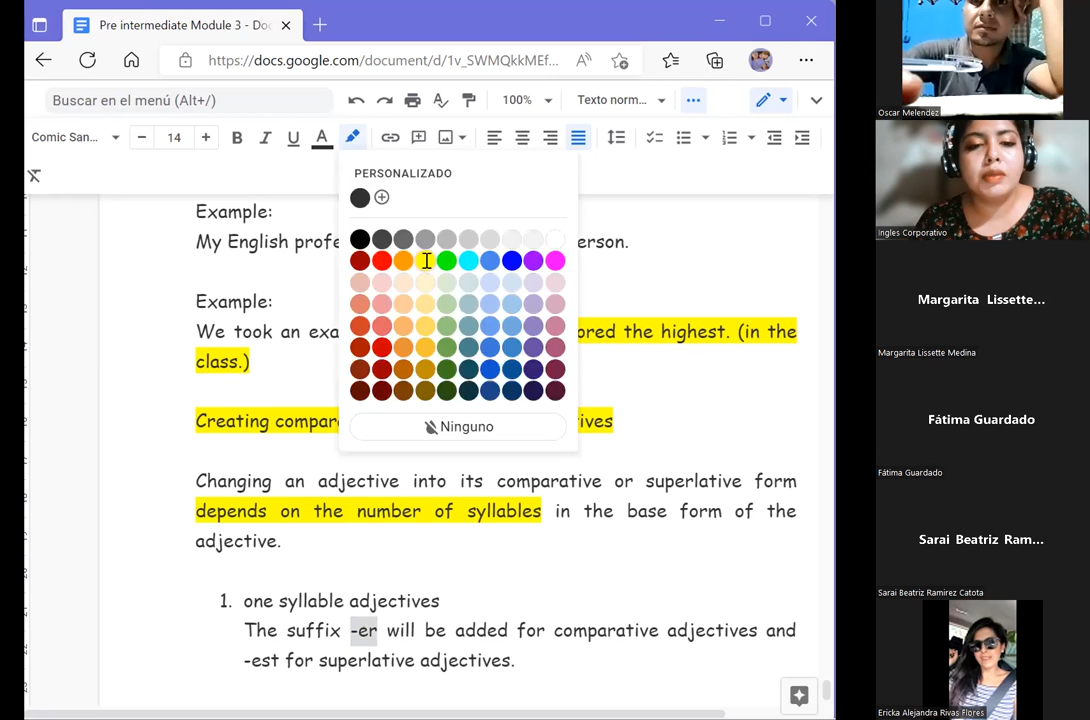 Pre intermediate Module 3 - Doc
https://docs.google.com/document/d/1v_SWMQkkMEf...
Buscar en el menú (Alt+/)
100%
Texto norm...
Comic San...
14
B
I
U
A
PERSONALIZADO
Ninguno
Example:
My English profe
erson.
Example:
We took an exa
ored the highest. (in the
class.)
Creating compar
ives
Changing an adjective into its comparative or superlative form
depends on the number of syllables in the base form of the
adjective.
1. one syllable adjectives
The suffix -er will be added for comparative adjectives and
-est for superlative adjectives.
Oscar Melendez
Ingles Corporativo
Margarita Lissette...
Margarita Lissette Medina
Fátima Guardado
Fátima Guardado
Sarai Beatriz Ram...
Sarai Beatriz Ramirez Catota
Ericka Alejandra Rivas Flores